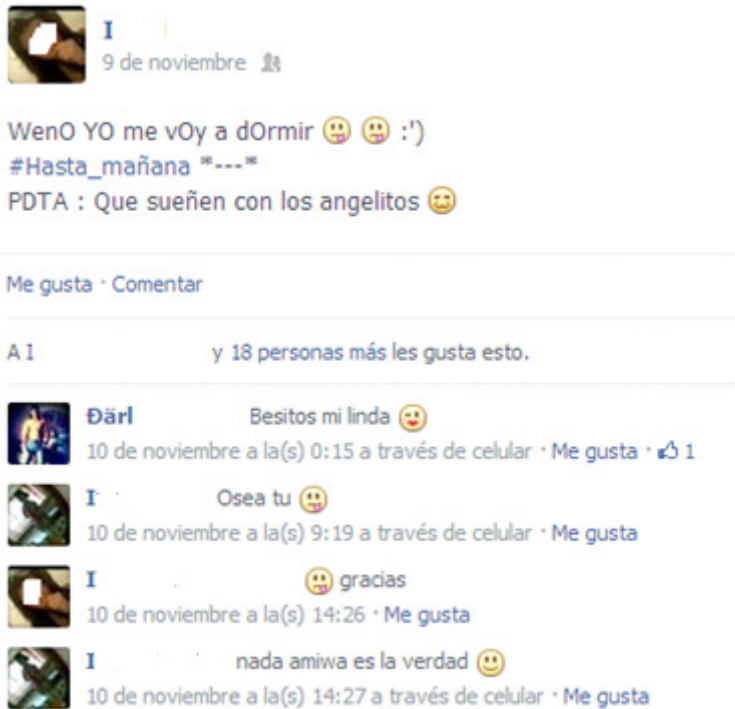 I
9 de noviembre
WenO YO me vOy a dOrmir :')
#Hasta_mañana *---*
PDTA : Que sueñen con los angelitos
Me gusta · Comentar
A I y 18 personas más les gusta esto.
Đärl Besitos mi linda
10 de noviembre a la(s) 0:15 a través de celular · Me gusta · 1
I Osea tu
10 de noviembre a la(s) 9:19 a través de celular · Me gusta
I gracias
10 de noviembre a la(s) 14:26 · Me gusta
I nada amiwa es la verdad
10 de noviembre a la(s) 14:27 a través de celular · Me gusta